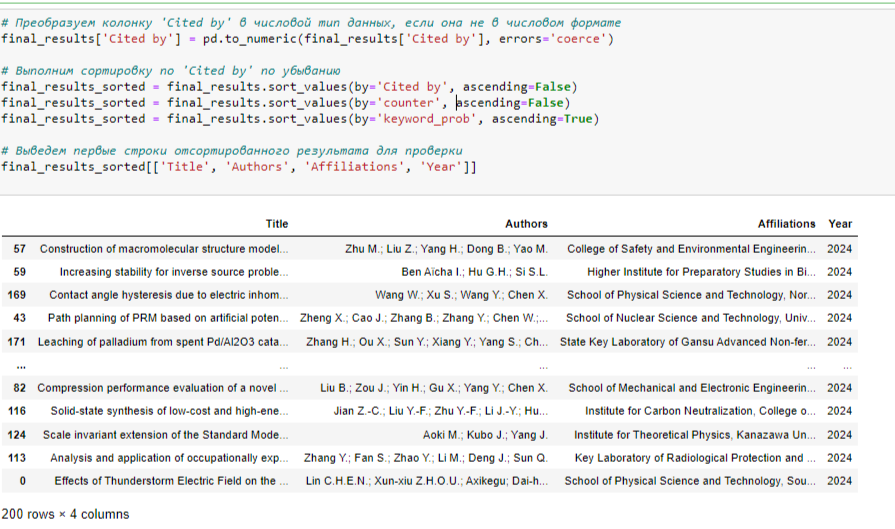 # Преобразуем колонку 'Cited by' в числовой тип данных, если она не в числовом формате
final_results['Cited by'] = pd.to_numeric(final_results['Cited by'], errors='coerce')
# Выполним сортировку по 'Cited by' по убыванию
final_results_sorted = final_results.sort_values(by='Cited by', ascending=False)
final_results_sorted = final_results.sort_values(by='counter', ascending=False)
final_results_sorted = final_results.sort_values(by='keyword_prob', ascending=True)
# Выведем первые строки отсортированного результата для проверки
final_results_sorted[['Title', 'Authors', 'Affiliations', 'Year']]
Title Authors Affiliations Year
57 Construction of macromolecular structure model... Zhu M.; Liu Z.; Yang H.; Dong B.; Yao M. College of Safety and Environmental Engineerin... 2024
59 Increasing stability for inverse source proble... Ben Aïcha I.; Hu G.H.; Si S.L. Higher Institute for Preparatory Studies in Bi... 2024
169 Contact angle hysteresis due to electric inhom... Wang W.; Xu S.; Wang Y.; Chen X. School of Physical Science and Technology, Nor... 2024
43 Path planning of PRM based on artificial poten... Zheng X.; Cao J.; Zhang B.; Zhang Y.; Chen W.;... School of Nuclear Science and Technology, Univ... 2024
171 Leaching of palladium from spent Pd/Al2O3 cata... Zhang H.; Ou X.; Sun Y.; Xiang Y.; Yang S.; Ch... State Key Laboratory of Gansu Advanced Non-fer... 2024
... ... ... ... ...
82 Compression performance evaluation of a novel ... Liu B.; Zou J.; Yin H.; Gu X.; Yang Y.; Chen X. School of Mechanical and Electronic Engineerin... 2024
116 Solid-state synthesis of low-cost and high-ene... Jian Z.-C.; Liu Y.-F.; Zhu Y.-F.; Li J.-Y.; Hu... Institute for Carbon Neutralization, College o... 2024
124 Scale invariant extension of the Standard Mode... Aoki M.; Kubo J.; Yang J. Institute for Theoretical Physics, Kanazawa Un... 2024
113 Analysis and application of occupationally exp... Zhang Y.; Fan S.; Zhao Y.; Li M.; Deng J.; Sun Q. Key Laboratory of Radiological Protection and ... 2024
0 Effects of Thunderstorm Electric Field on the ... Lin C.H.E.N.; Xun-xiu Z.H.O.U.; Axikegu; Dai-h... School of Physical Science and Technology, Sou... 2024
200 rows × 4 columns